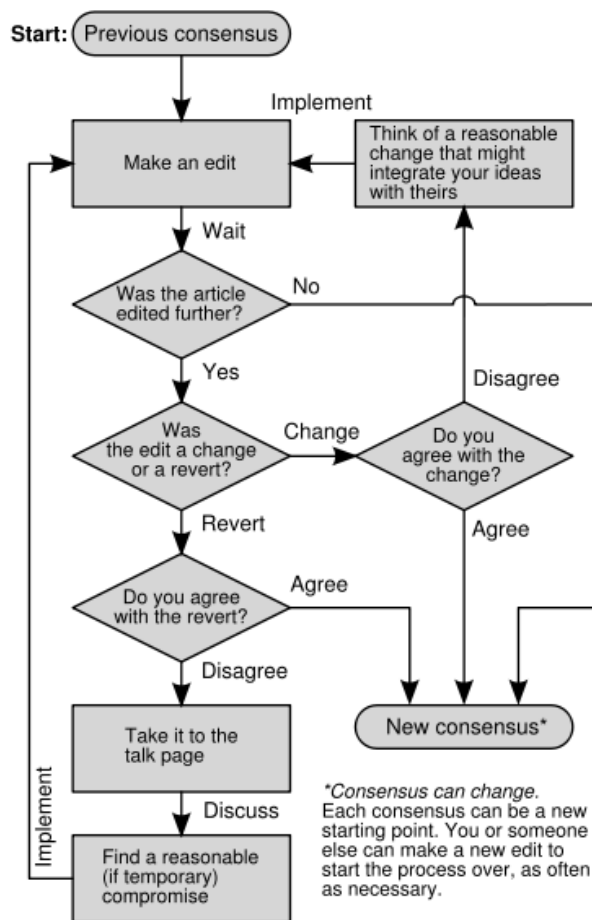 Start: Previous consensus
Implement
Make an edit
Think of a reasonable
change that might
integrate your ideas
with theirs
Wait
Was the article
edited further?
No
Yes
Disagree
Was
the edit a change
or a revert?
Change
Do you
agree with the
change?
Revert
Agree
Do you agree
with the revert?
Agree
Disagree
Take it to the
talk page
New consensus*
Discuss
Implement
Find a reasonable
(if temporary)
compromise
*Consensus can change.
Each consensus can be a new
starting point. You or someone
else can make a new edit to
start the process over, as often
as necessary.